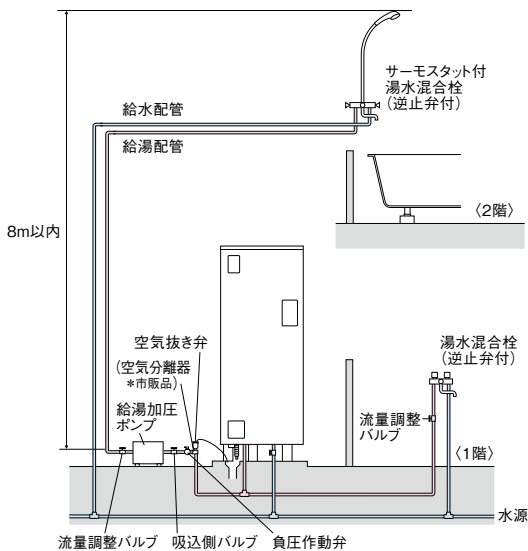 サーモスタット付
湯水混合栓
(逆止弁付)
給水配管
給湯配管
〈2階〉
8m以内
空気抜き弁
(空気分離器
*市販品)
給湯加圧
ポンプ
湯水混合栓
(逆止弁付)
流量調整
バルブ
〈1階〉
水源
流量調整バルブ
吸込側バルブ
負圧作動弁